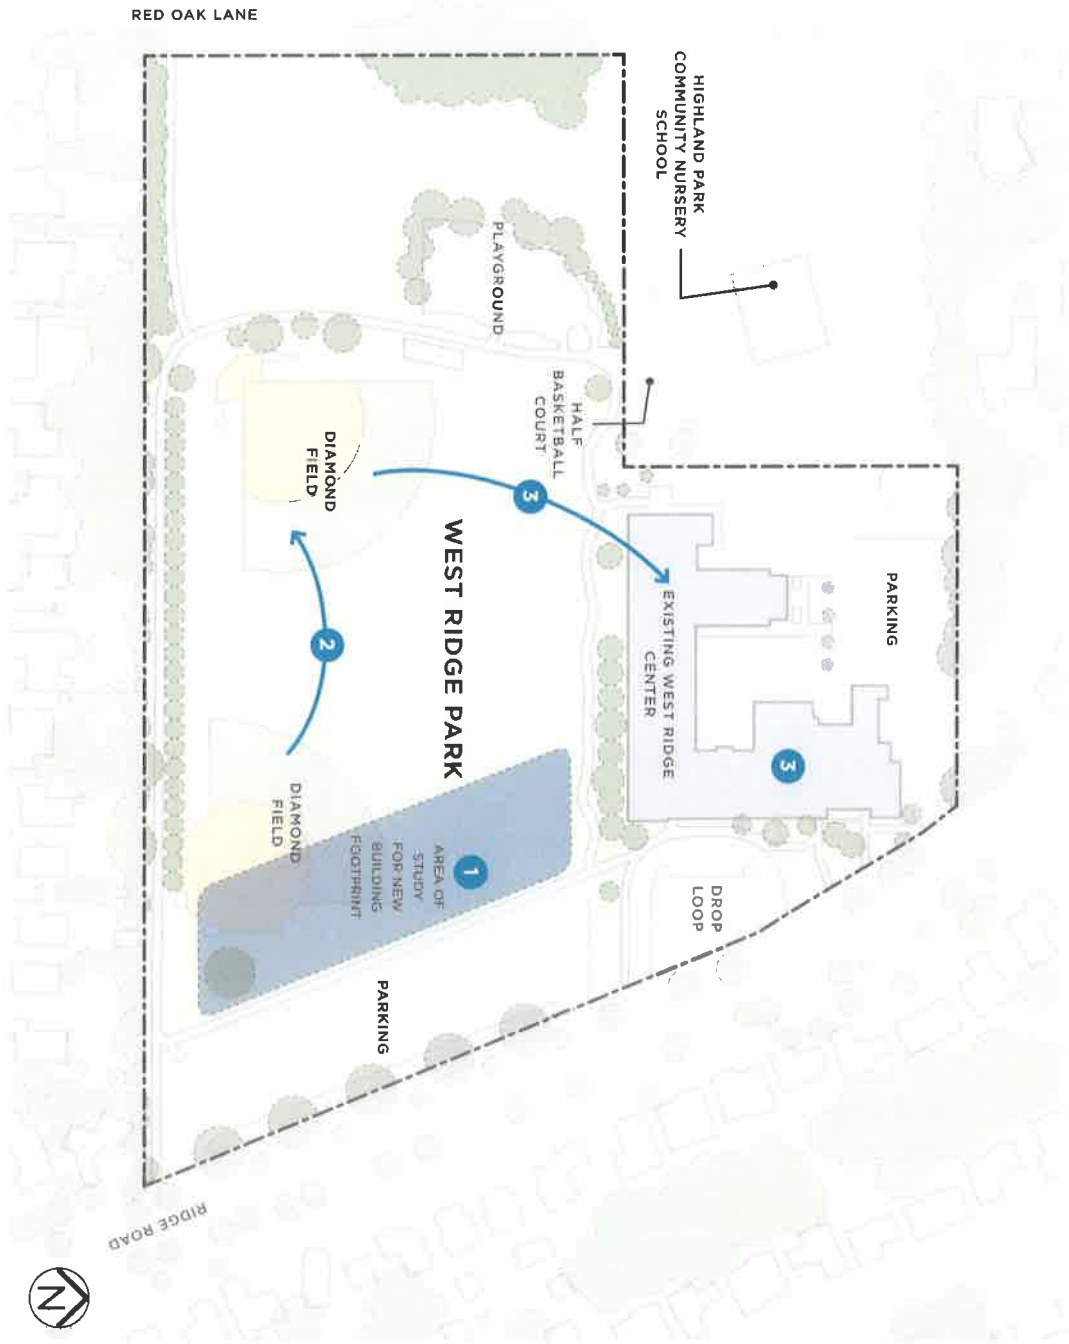 RED OAK LANE
HIGHLAND PARK
COMMUNITY NURSERY
SCHOOL
PLAYGROUND
HALF
BASKETBALL
COURT
DIAMOND
FIELD
3
WEST RIDGE PARK
2
EXISTING WEST RIDGE
CENTER
PARKING
3
DIAMOND
FIELD
1
AREA OF
STUDY
FOR NEW
BUILDING
FOOTPRINT
DROP
LOOP
PARKING
RIDGE ROAD
N